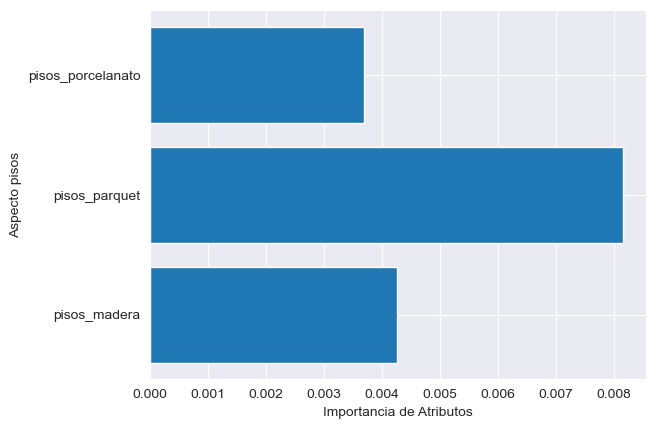 pisos_porcelanato
pisos_parquet
pisos_madera
Aspecto pisos
0.000 0.001 0.002 0.003 0.004 0.005 0.006 0.007 0.008
Importancia de Atributos